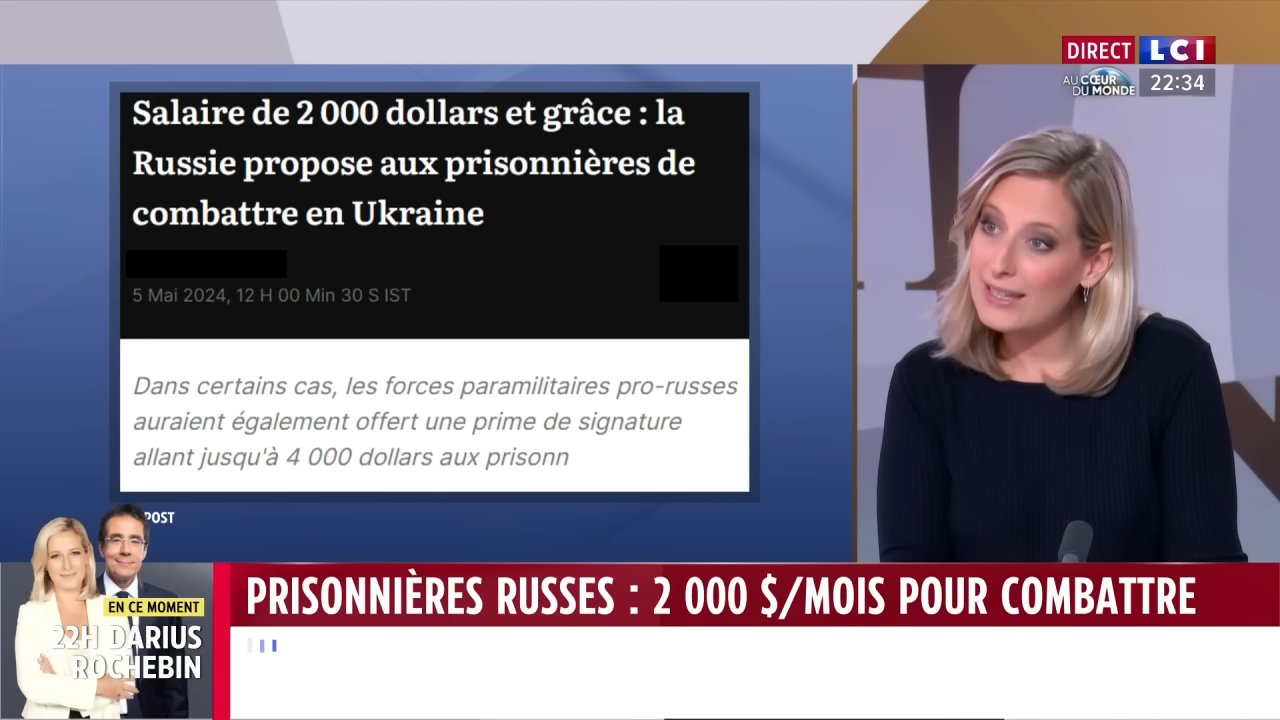 DIRECT LCI
AU CŒUR
DU MONDE
22:34
Salaire de 2 000 dollars et grâce : la
Russie propose aux prisonnières de
combattre en Ukraine
5 Mai 2024, 12 H 00 Min 30 S IST
Dans certains cas, les forces paramilitaires pro-russes
auraient également offert une prime de signature
allant jusqu'à 4 000 dollars aux prisonn
POST
EN CE MOMENT
22H DARIUS
ROCHEBIN
PRISONNIÈRES RUSSES : 2 000 $/MOIS POUR COMBATTRE